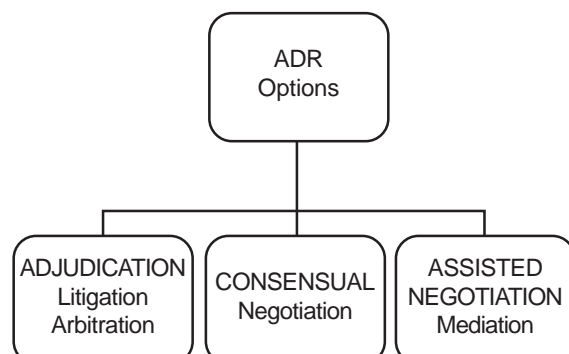 ADR
Options
ADJUDICATION
Litigation
Arbitration
CONSENSUAL
Negotiation
ASSISTED
NEGOTIATION
Mediation